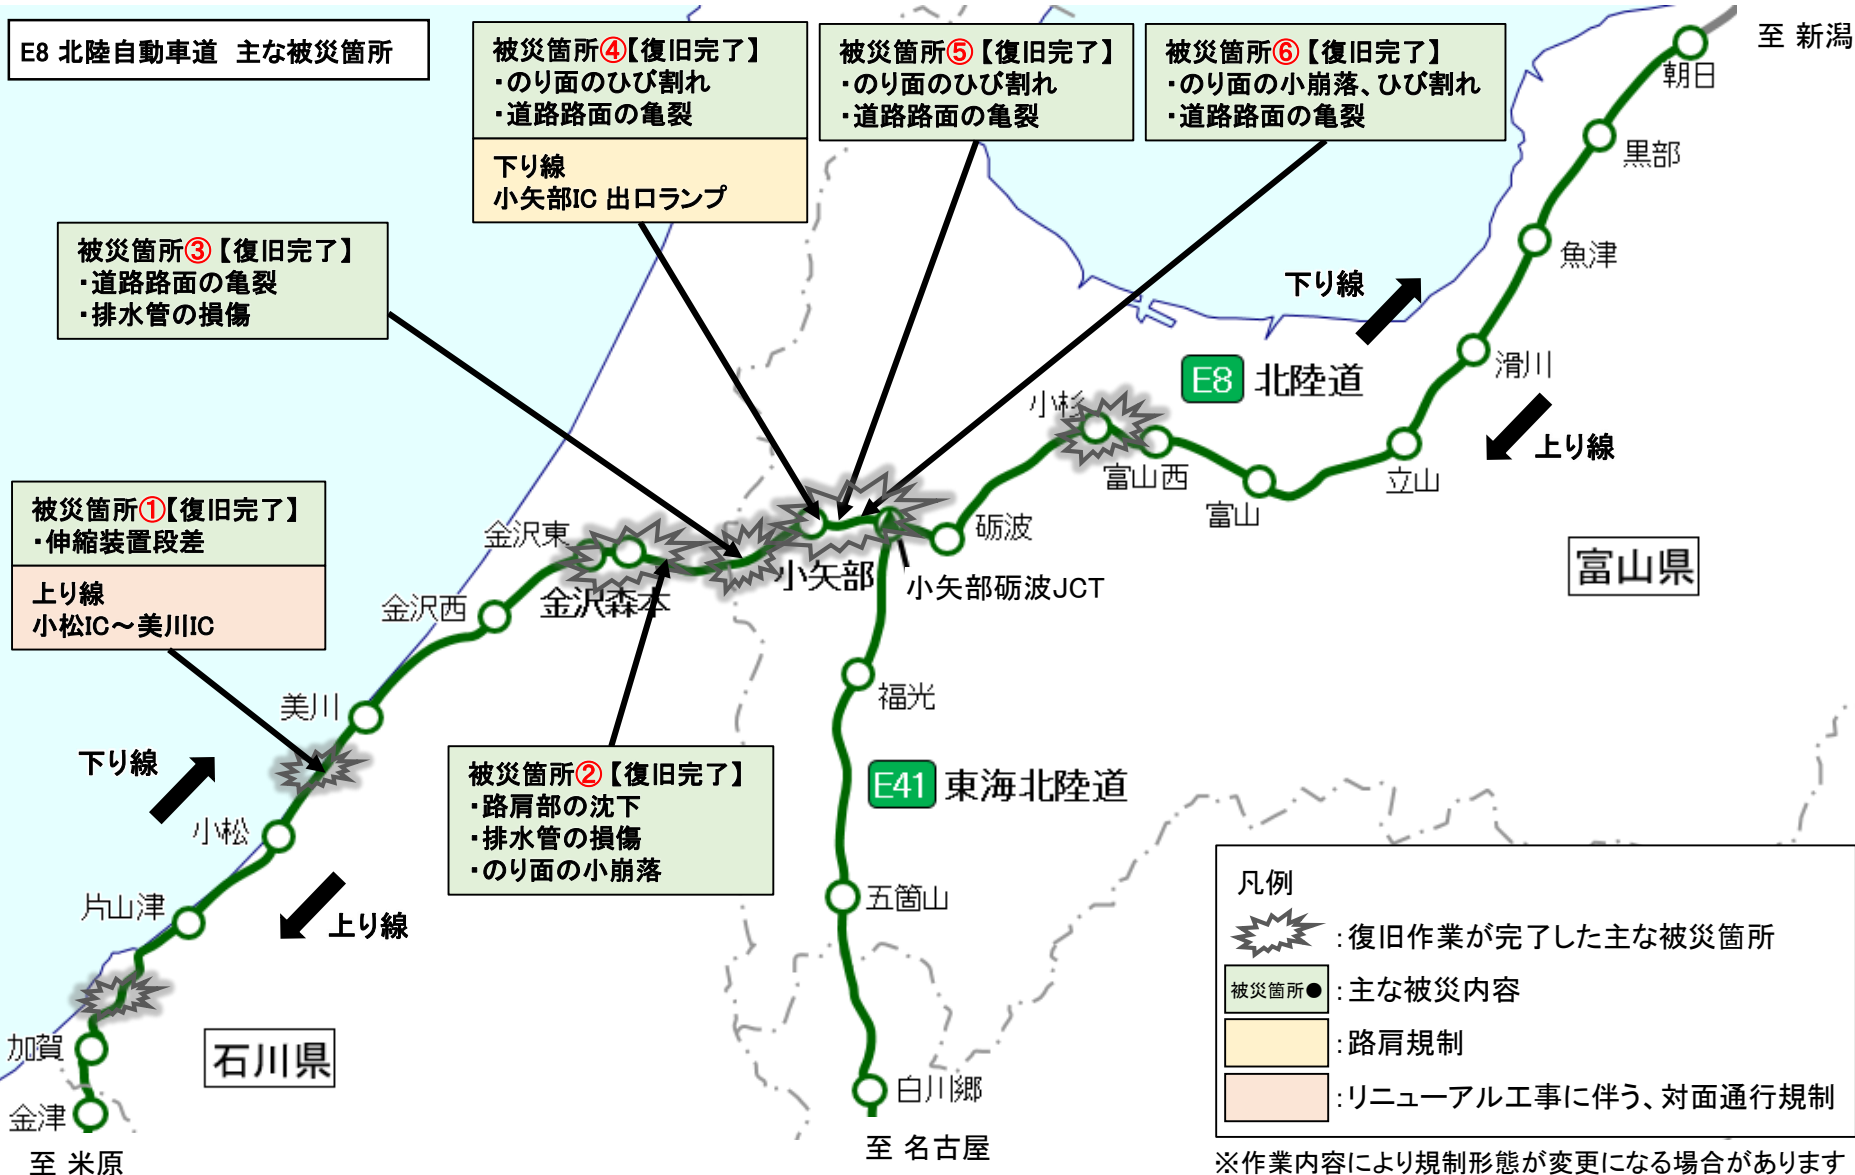 E8 北陸自動車道 主な被災箇所
被災箇所④【復旧完了】
・のり面のひび割れ
・道路路面の亀裂
下り線
小矢部IC 出口ランプ
被災箇所⑤【復旧完了】
・のり面のひび割れ
・道路路面の亀裂
被災箇所⑥【復旧完了】
・のり面の小崩落、ひび割れ
・道路路面の亀裂
至 新潟
朝日
黒部
魚津
滑川
立山
富山
富山西
小杉
下り線
上り線
E8 北陸道
被災箇所③【復旧完了】
・道路路面の亀裂
・排水管の損傷
被災箇所①【復旧完了】
・伸縮装置段差
上り線
小松IC～美川IC
砺波
小矢部砺波JCT
小矢部
金沢森本
金沢東
金沢西
美川
小松
片山津
加賀
金津
至 米原
下り線
上り線
被災箇所②【復旧完了】
・路肩部の沈下
・排水管の損傷
・のり面の小崩落
福光
E41 東海北陸道
五箇山
白川郷
至 名古屋
富山県
石川県
凡例
：復旧作業が完了した主な被災箇所
被災箇所●：主な被災内容
：路肩規制
：リニューアル工事に伴う、対面通行規制
※作業内容により規制形態が変更になる場合があります